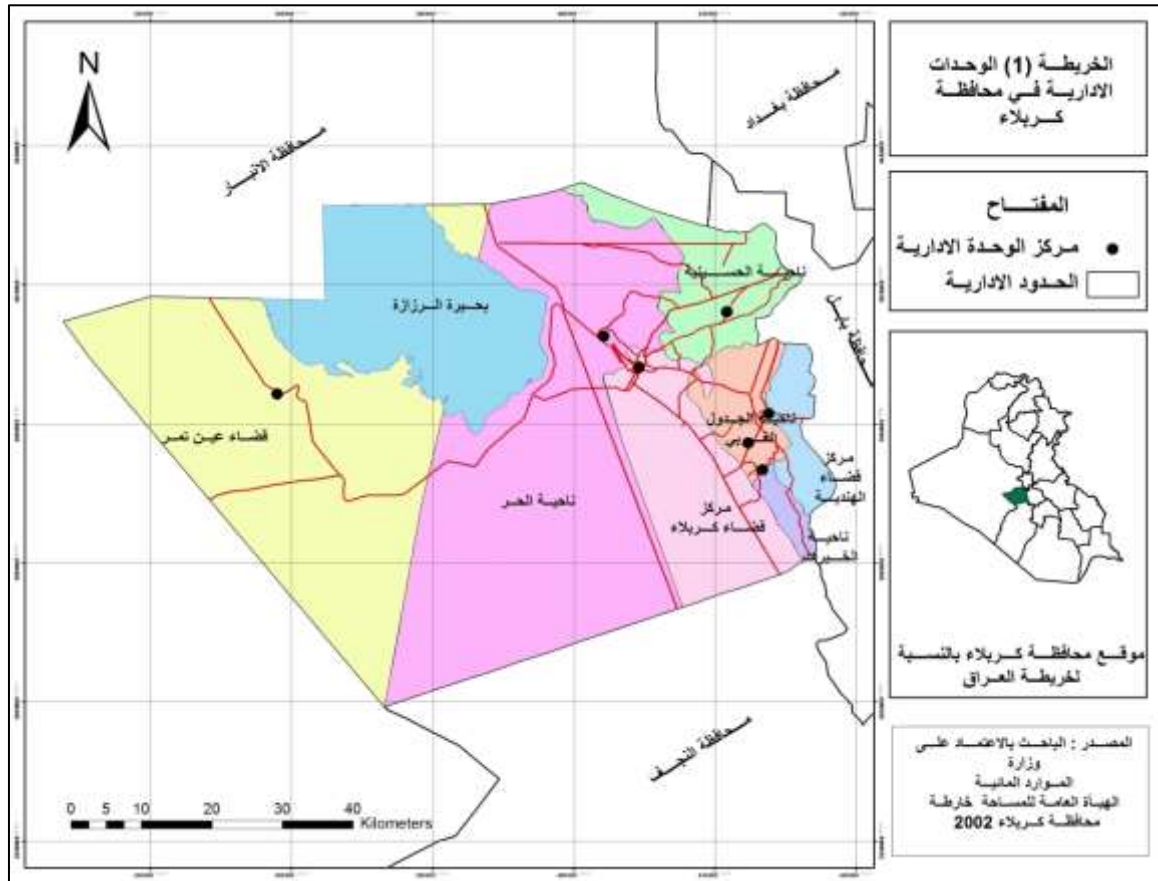 الخريطة (1) الوحدات
الادارية في محافظة
كربلاء
المفتاح
مركز الوحدة الادارية
الحدود الادارية
موقع محافظة كربلاء بالنسبة
لخريطة العراق
المصدر : الباحث بالاعتماد على
وزارة
الموارد المائية
الهيأة العامة للمساحة خارطة
محافظة كربلاء 2002
N
محافظة الانبار
محافظة بغداد
محافظة بابل
محافظة النجف
ناحية الحسينية
بحيرة الرزازة
قضاء عين تمر
ناحية الحر
مركز
قضاء كربلاء
ناحية الجدول
الغربي
مركز
قضاء
الهندية
ناحية
0 5 10 20 30 40
Kilometers